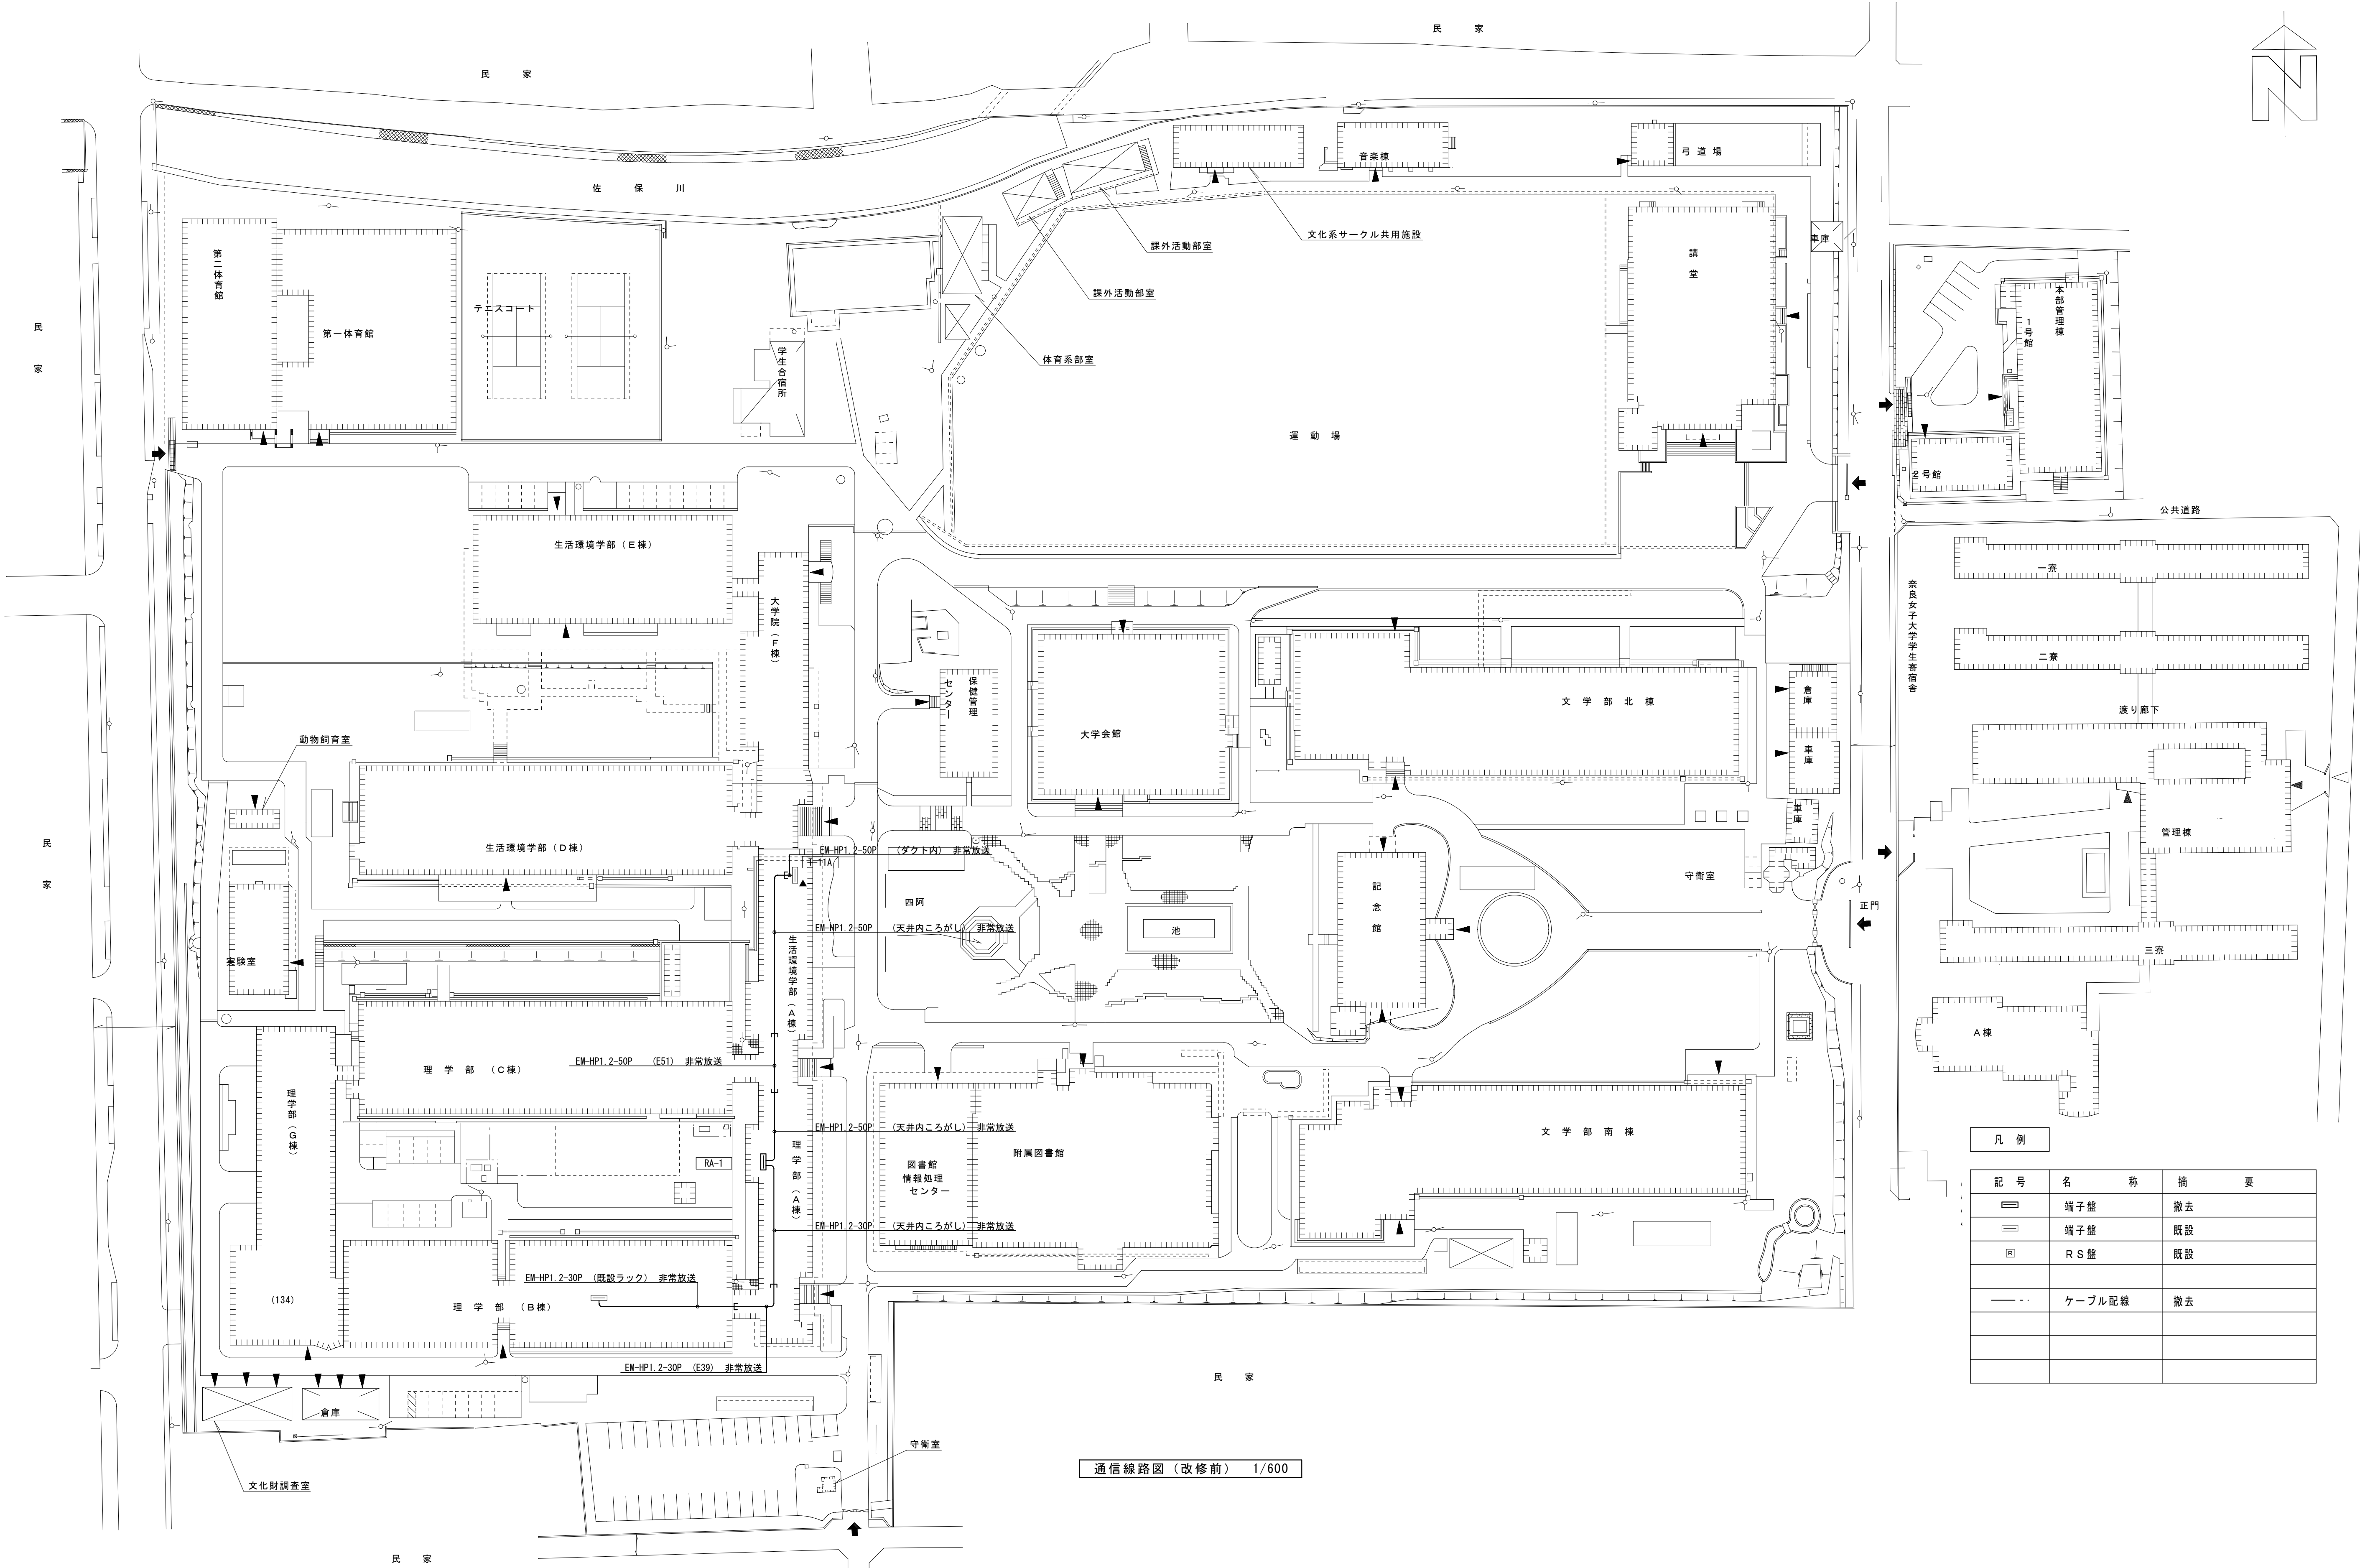 民　家
民　家
N
佐　保　川
音楽棟
弓道場
文化系サークル共用施設
課外活動部室
課外活動部室
体育系部室
車庫
講堂
第二体育館
第一体育館
テニスコート
学生合宿所
運動場
本部管理棟
1号館
2号館
公共道路
民　家
生活環境学部（E棟）
大学院（F棟）
保健管理
センター
大学会館
文学部北棟
倉庫
車庫
車庫
奈良女子大学学生寄宿舎
一寮
二寮
渡り廊下
管理棟
三寮
A棟
動物飼育室
生活環境学部（D棟）
EM-HP1.2-50P　（ダクト内）　非常放送
T-11A
民　家
四阿
池
記念館
守衛室
正門
実験室
EM-HP1.2-50P　（天井内ころがし）　非常放送
生活環境学部（A棟）
EM-HP1.2-50P　（E51）　非常放送
理学部　（C棟）
理学部（G棟）
EM-HP1.2-50P　（天井内ころがし）　非常放送
RA-1
理学部（A棟）
図書館
情報処理
センター
附属図書館
文学部南棟
EM-HP1.2-30P　（天井内ころがし）　非常放送
EM-HP1.2-30P　（既設ラック）　非常放送
(134)
理学部　（B棟）
EM-HP1.2-30P　（E39）　非常放送
倉庫
文化財調査室
守衛室
民　家
民　家
凡　例
記　号　名　称　摘　要
端子盤　撤去
端子盤　既設
R　RS盤　既設
ケーブル配線　撤去
通信線路図（改修前）　1/600